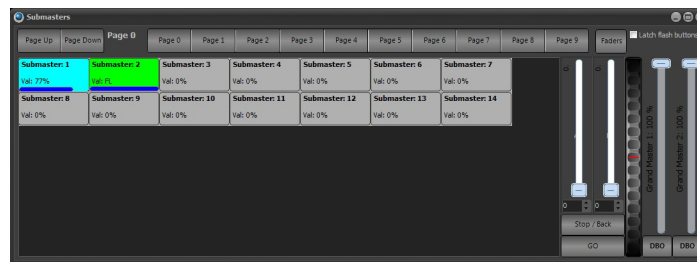 Submasters
Page Up Page Down Page 0 Page 0 Page 1 Page 2 Page 3 Page 4 Page 5 Page 6 Page 7 Page 8 Page 9 Faders Latch flash buttons
Submaster: 1 Submaster: 2 Submaster: 3 Submaster: 4 Submaster: 5 Submaster: 6 Submaster: 7
Val: 77% Val: FL Val: 0% Val: 0% Val: 0% Val: 0% Val: 0%
Submaster: 8 Submaster: 9 Submaster: 10 Submaster: 11 Submaster: 12 Submaster: 13 Submaster: 14
Val: 0% Val: 0% Val: 0% Val: 0% Val: 0% Val: 0% Val: 0%
Grand Master 1: 100 %
Grand Master 2: 100 %
0 0
Stop / Back
GO DBO DBO